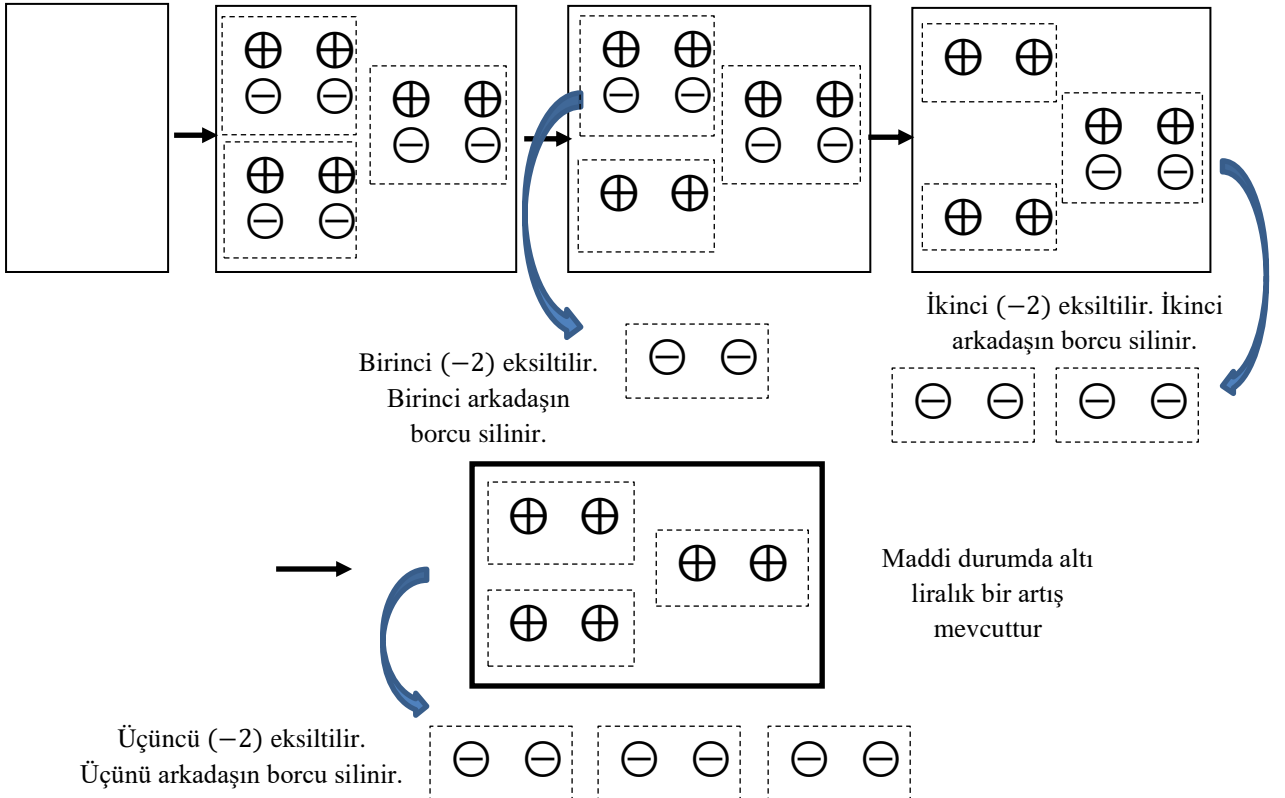 Birinci (−2) eksiltilir.
Birinci arkadaşın
borcu silinir.
İkinci (−2) eksiltilir. İkinci
arkadaşın borcu silinir.
Maddi durumda altı
liralık bir artış
mevcuttur
Üçüncü (−2) eksiltilir.
Üçünü arkadaşın borcu silinir.